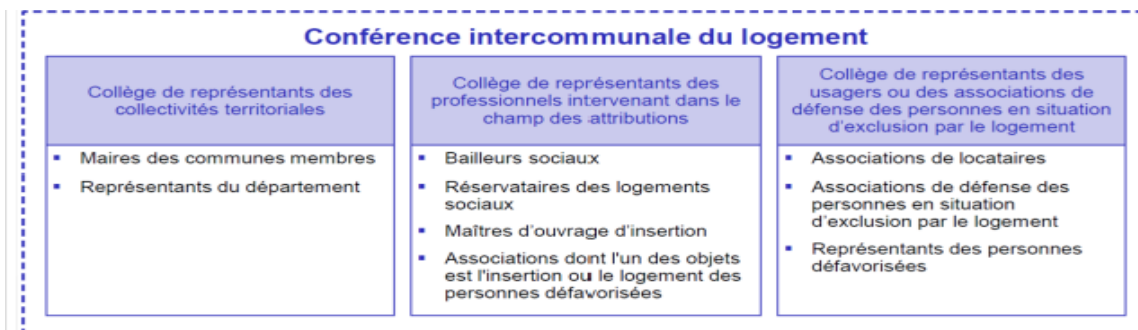 Conférence intercommunale du logement
Collège de représentants des
collectivités territoriales
▪ Maires des communes membres
▪ Représentants du département
Collège de représentants des
professionnels intervenant dans le
champ des attributions
▪ Bailleurs sociaux
▪ Réservataires des logements
sociaux
▪ Maîtres d'ouvrage d'insertion
▪ Associations dont l'un des objets
est l'insertion ou le logement des
personnes défavorisées
Collège de représentants des
usagers ou des associations de
défense des personnes en situation
d'exclusion par le logement
▪ Associations de locataires
▪ Associations de défense des
personnes en situation
d'exclusion par le logement
▪ Représentants des personnes
défavorisées